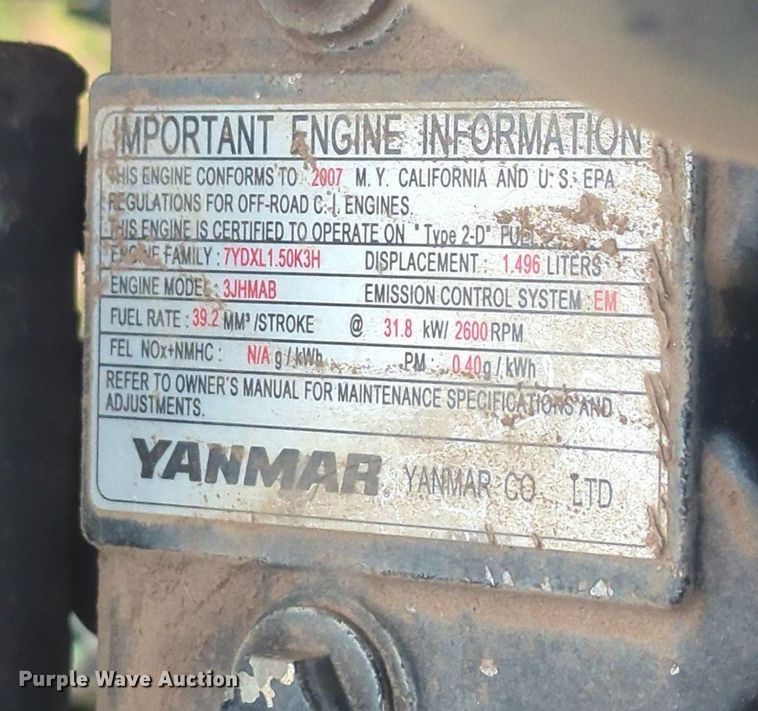 IMPORTANT ENGINE INFORMATION
THIS ENGINE CONFORMS TO 2007 M.Y. CALIFORNIA AND U.S. EPA
REGULATIONS FOR OFF-ROAD C.I. ENGINES
THIS ENGINE IS CERTIFIED TO OPERATE ON "Type 2-D" FUEL
ENGINE FAMILY : 7YDXL1.50K3H DISPLACEMENT : 1.496 LITERS
ENGINE MODEL : 3JHMAB EMISSION CONTROL SYSTEM : EM
FUEL RATE : 39.2 MM³/STROKE @ 31.8 kW/ 2600 RPM
FEL NOx+NMHC : N/A g/kWh PM : 0.40 g/kWh
REFER TO OWNER'S MANUAL FOR MAINTENANCE SPECIFICATIONS AND
ADJUSTMENTS.
YANMAR YANMAR CO., LTD.
Purple Wave Auction